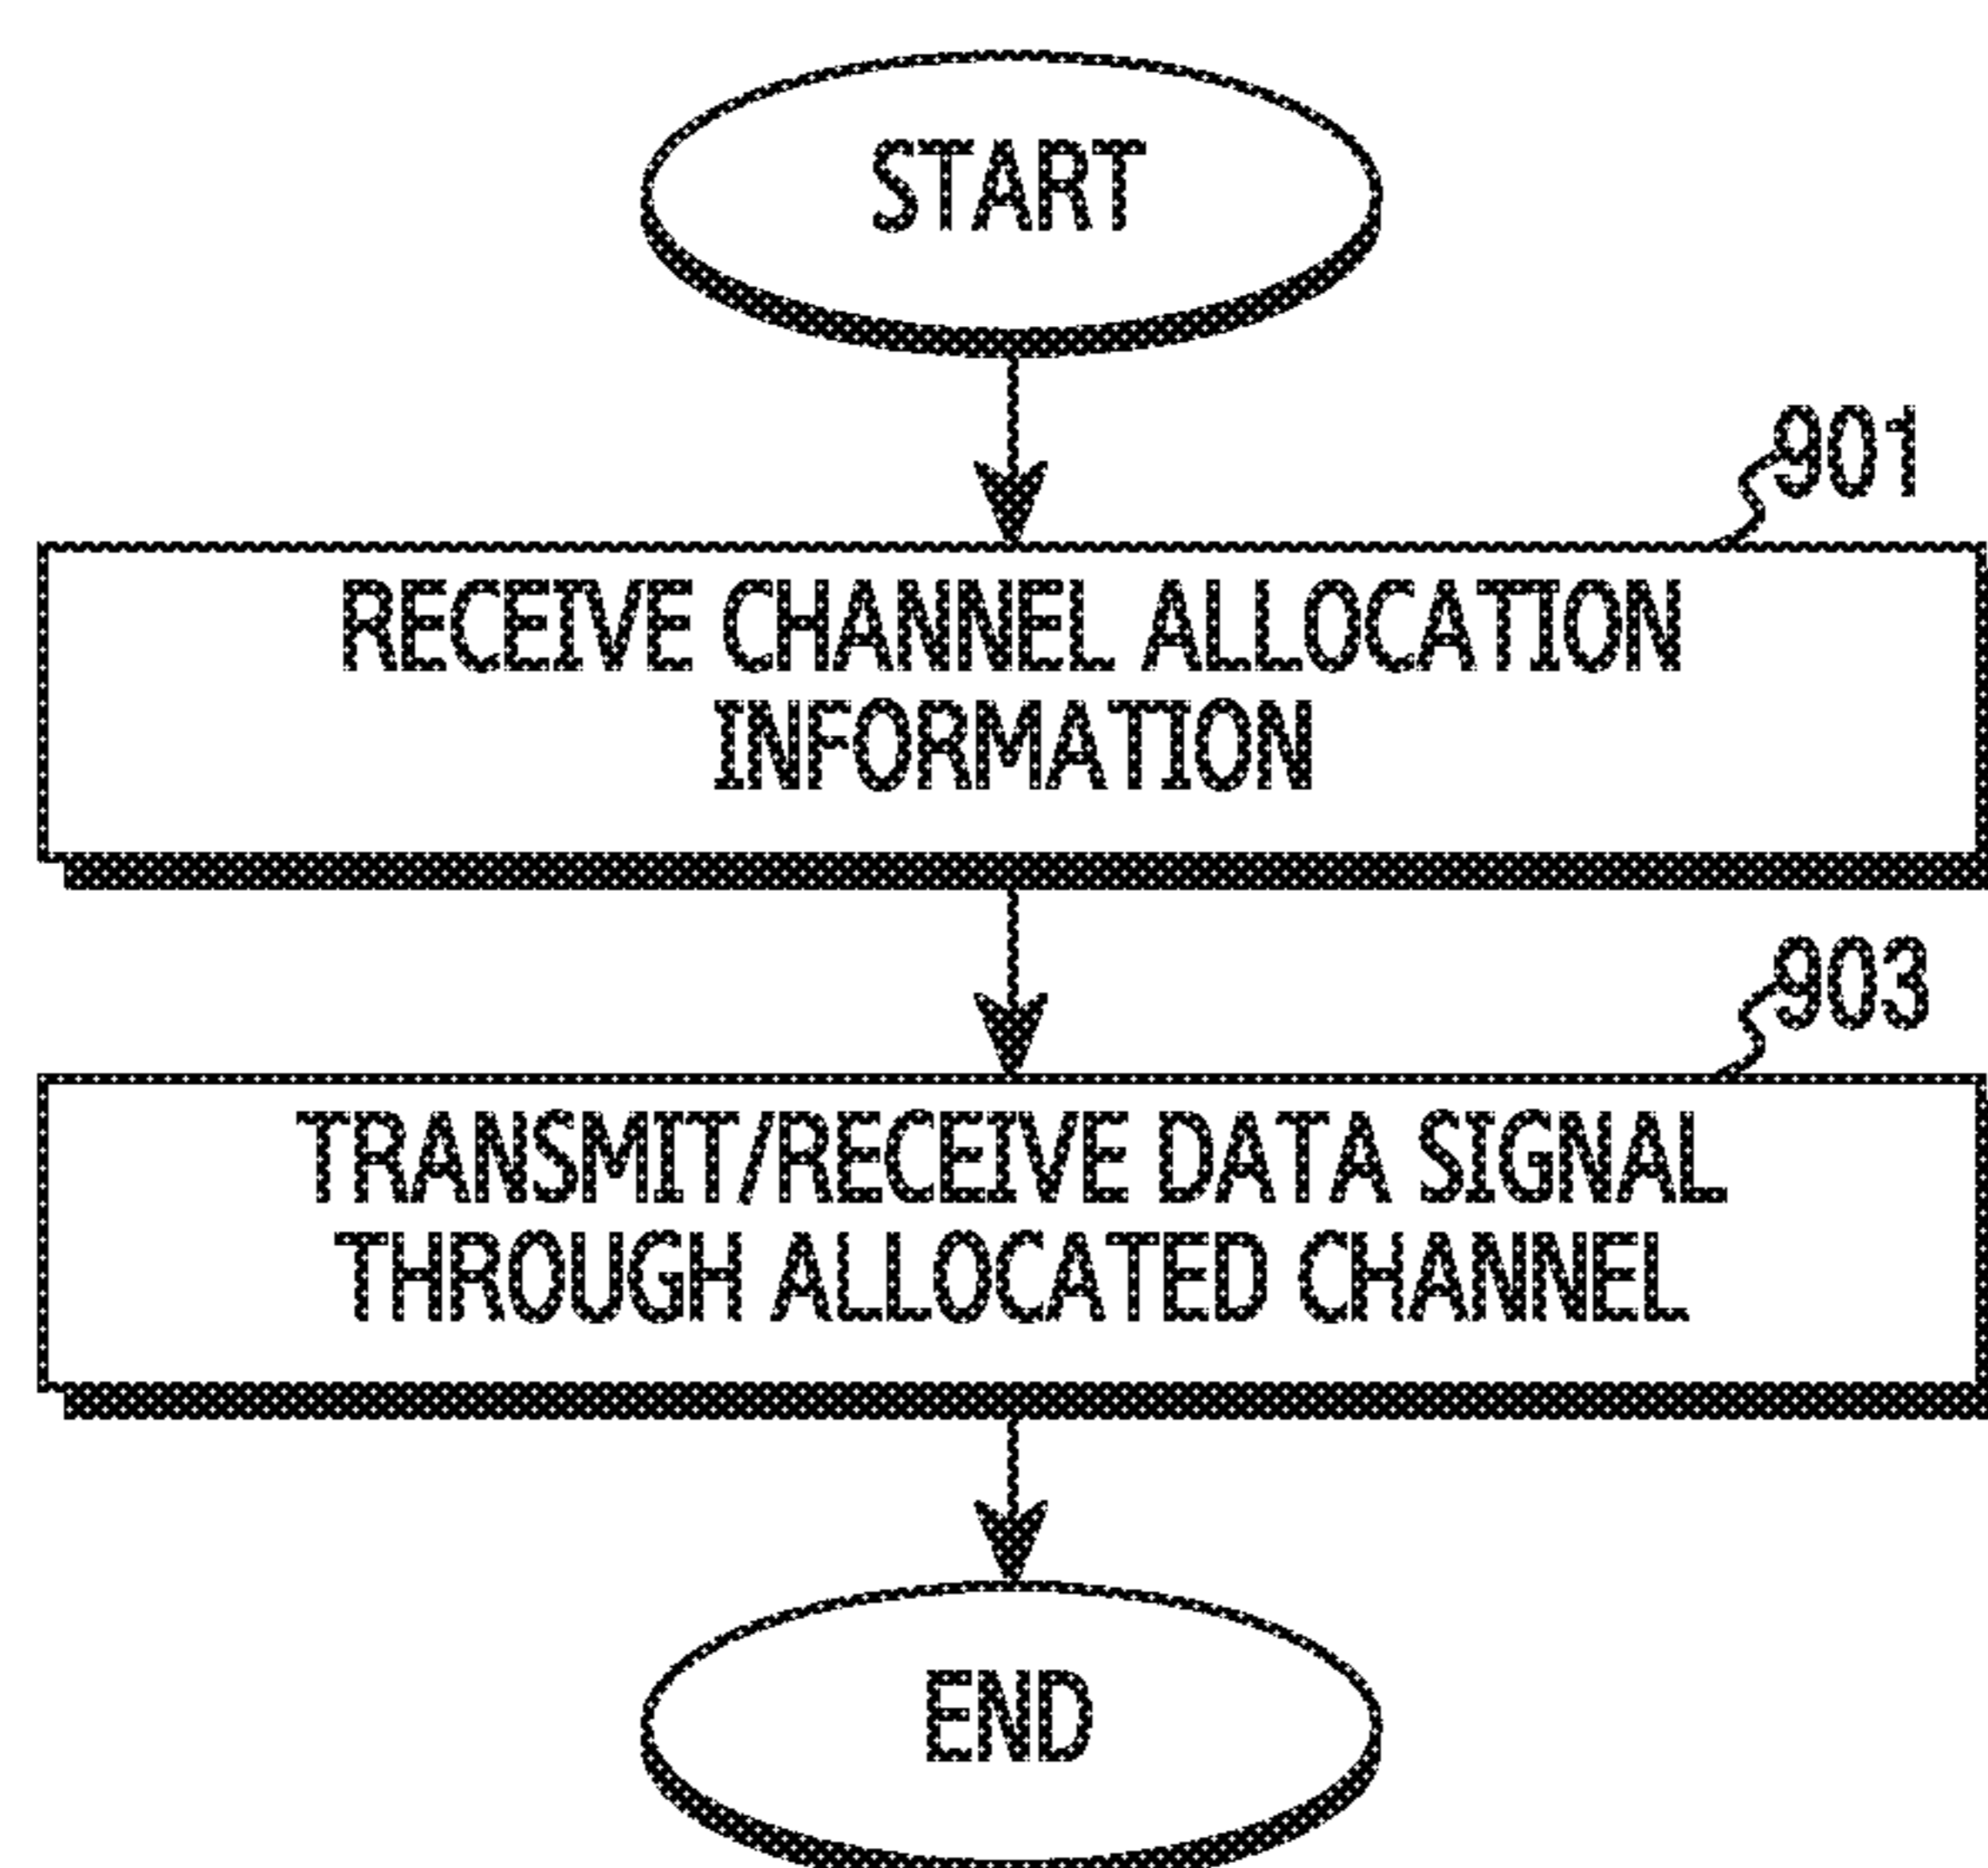 START
901
RECEIVE CHANNEL ALLOCATION
INFORMATION
903
TRANSMIT/RECEIVE DATA SIGNAL
THROUGH ALLOCATED CHANNEL
END